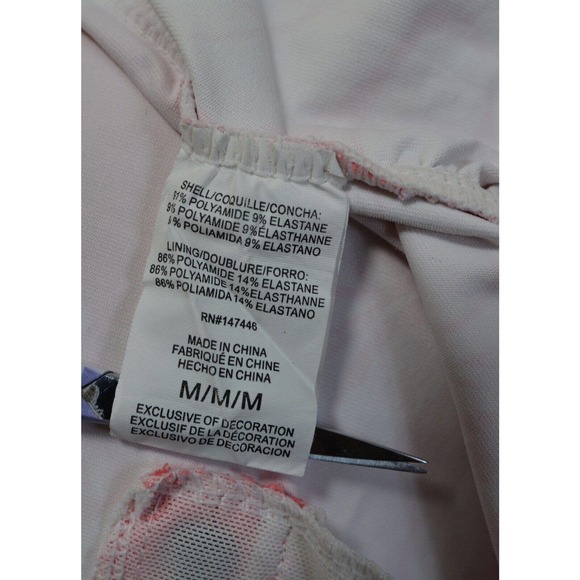 SHELL/COQUILLE/CONCHA:
91% POLYAMIDE 9% ELASTANE
9% POLYAMIDE 9%ELASTHANNE
% POLIAMIDA 9% ELASTANO
LINING/DOUBLURE/FORRO:
86% POLYAMIDE 14% ELASTANE
86% POLYAMIDE 14%ELASTHANNE
86% POLIAMIDA 14% ELASTANO
RN#147446
MADE IN CHINA
FABRIQUÉ EN CHINE
HECHO EN CHINA
M/M/M
EXCLUSIVE OF DECORATION
EXCLUSIF DE LA DÉCORATION
EXCLUSIVO DE DECORACION